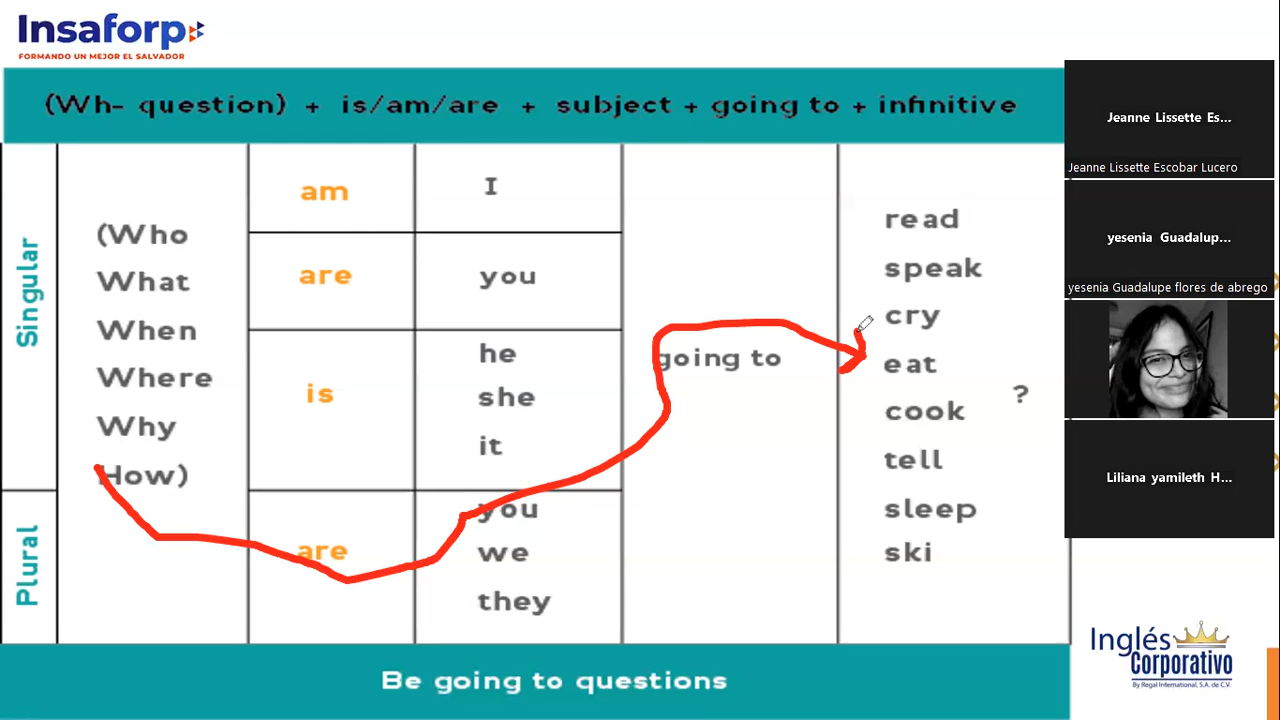 Insaforp
FORMANDO UN MEJOR EL SALVADOR
(Wh- question) + is/am/are + subject + going to + infinitive
Singular
Plural
(Who
What
When
Where
Why
How)
am
are
is
are
I
you
he
she
it
you
we
they
going to
read
speak
cry
eat
cook
tell
sleep
ski
?
Be going to questions
Jeanne Lissette Es...
Jeanne Lissette Escobar Lucero
yesenia Guadalup...
yesenia Guadalupe flores de abrego
Liliana yamileth H...
Inglés
Corporativo
By Regal International, S.A. de C.V.